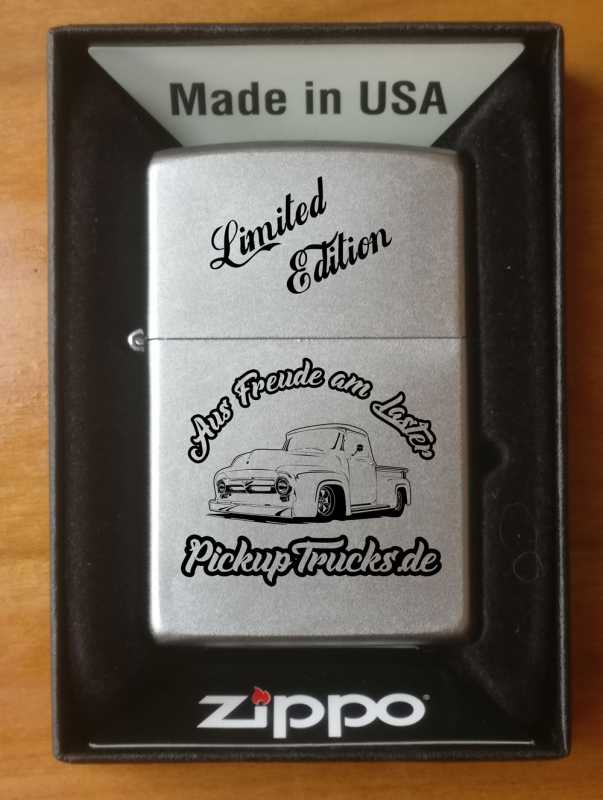 Made in USA
Limited
Edition
Aus Freude am Laster
PickupTrucks.de
zippo®